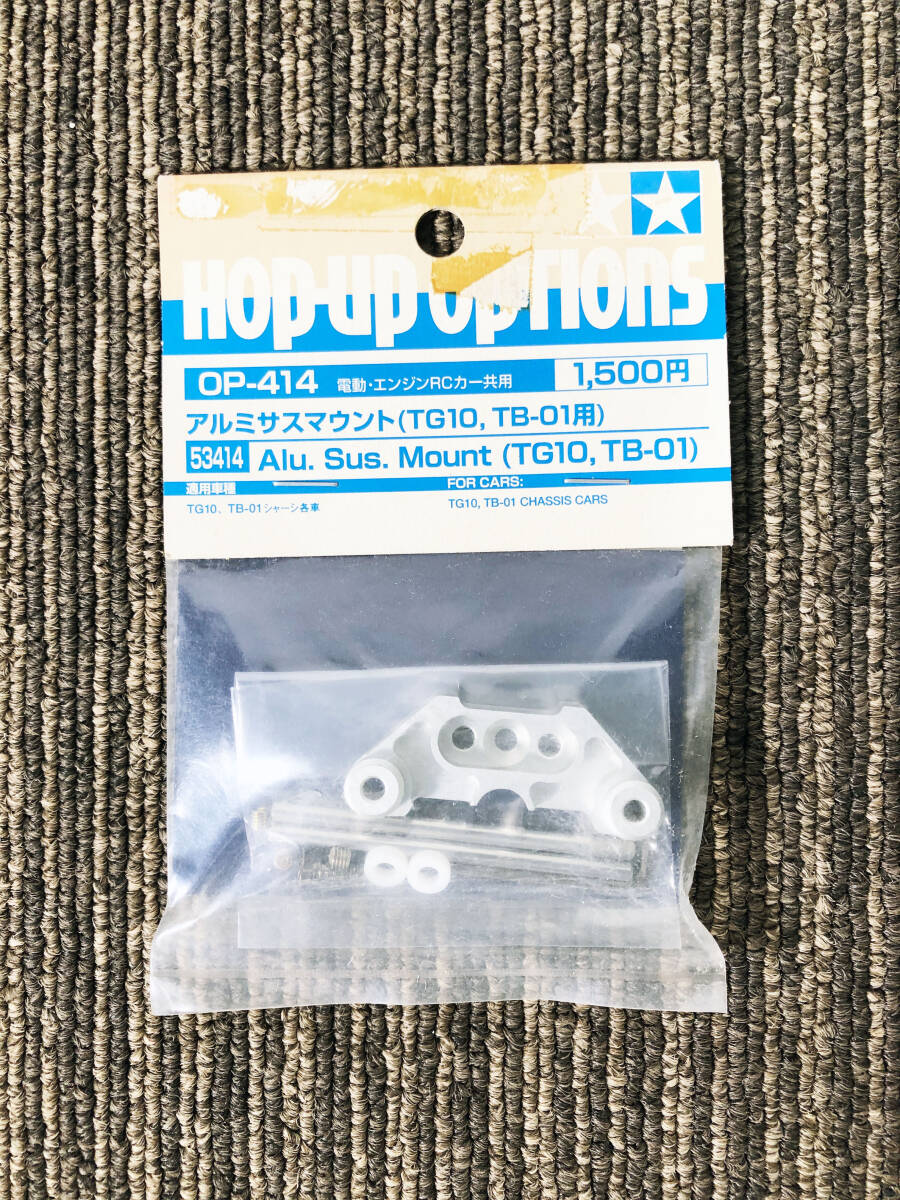 HOP-UP OPTIONS
OP-414 電動・エンジンRCカー共用 1,500円
アルミサスマウント(TG10, TB-01用)
53414 Alu. Sus. Mount (TG10, TB-01)
適用車種 FOR CARS:
TG10、TB-01シャーシ各車 TG10, TB-01 CHASSIS CARS